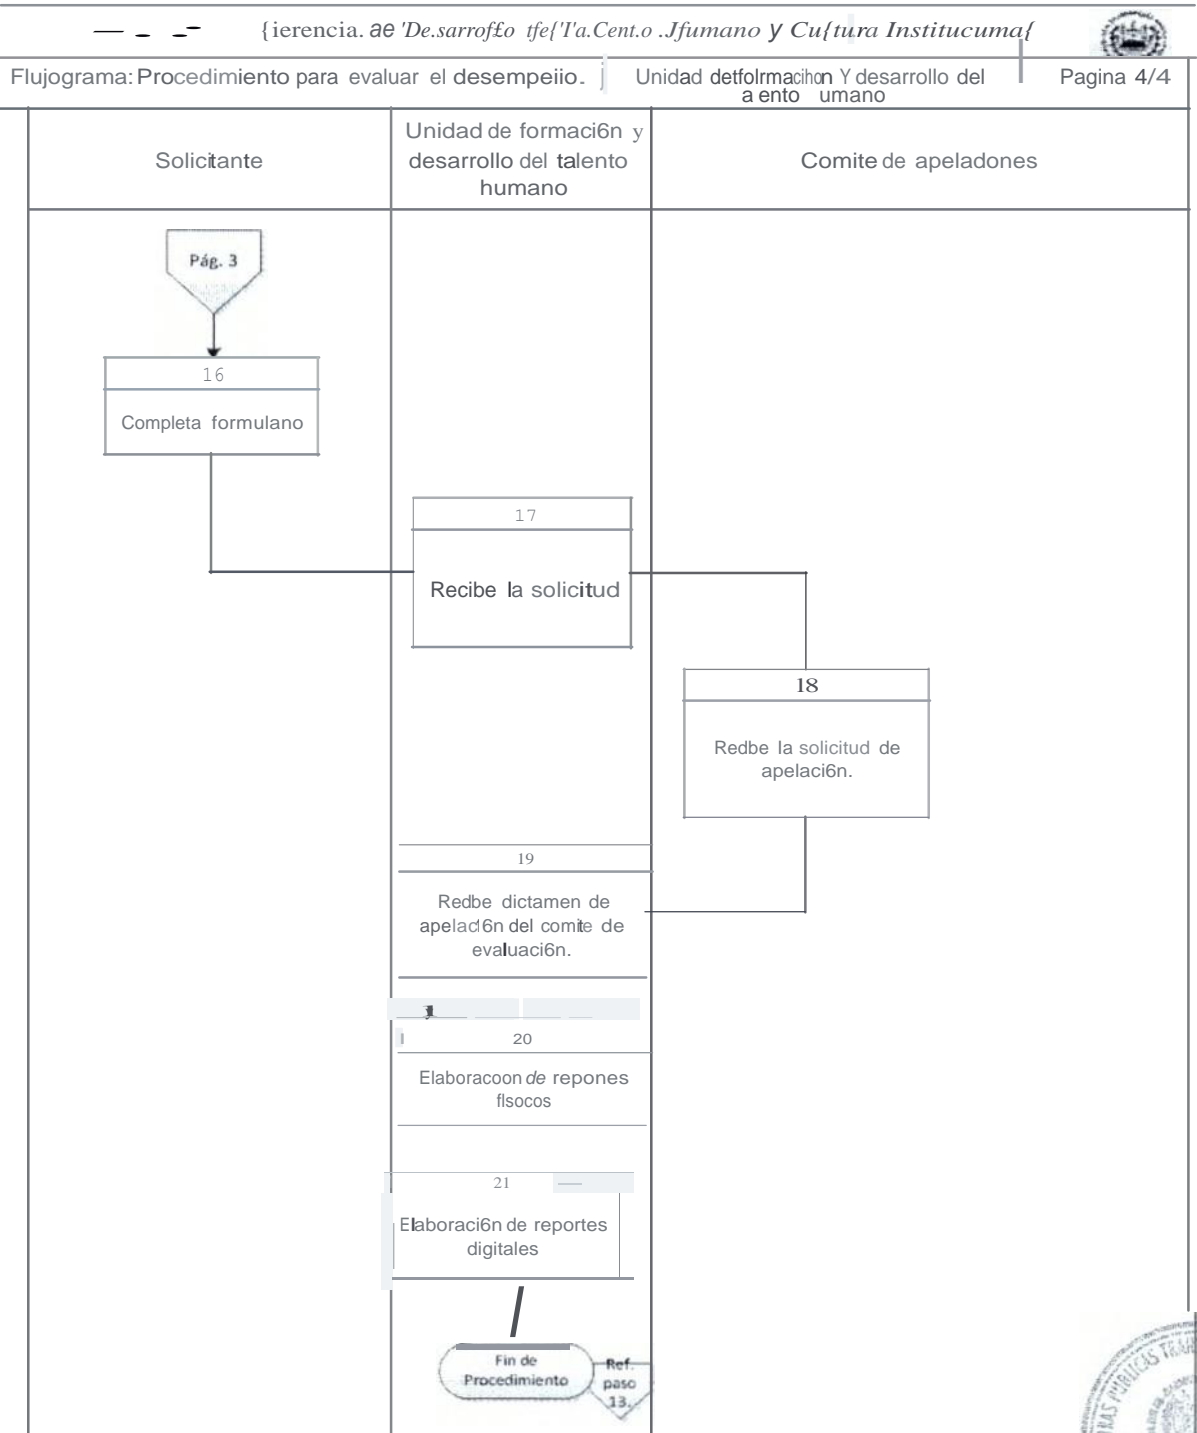 {ierencia. ae 'De.sarrof£o tfe{'I'a.Cent.o .Jfumano y Cu{tura Institucuma{
Flujograma: Procedimiento para evaluar el desempeiio. j Unidad detfolrmacihon Y desarrollo del Pagina 4/4
a ento umano
Solicitante
Unidad de formaci6n y
desarrollo del talento
humano
Comite de apeladones
Pág. 3
16
Completa formulano
17
Recibe la solicitud
18
Redbe la solicitud de
apelaci6n.
19
Redbe dictamen de
apelac!6n del comite de
evaluaci6n.
20
Elaboracoon de repones
flsocos
21
Elaboraci6n de reportes
digitales
Fin de
Procedimiento
Ref.
paso
13.